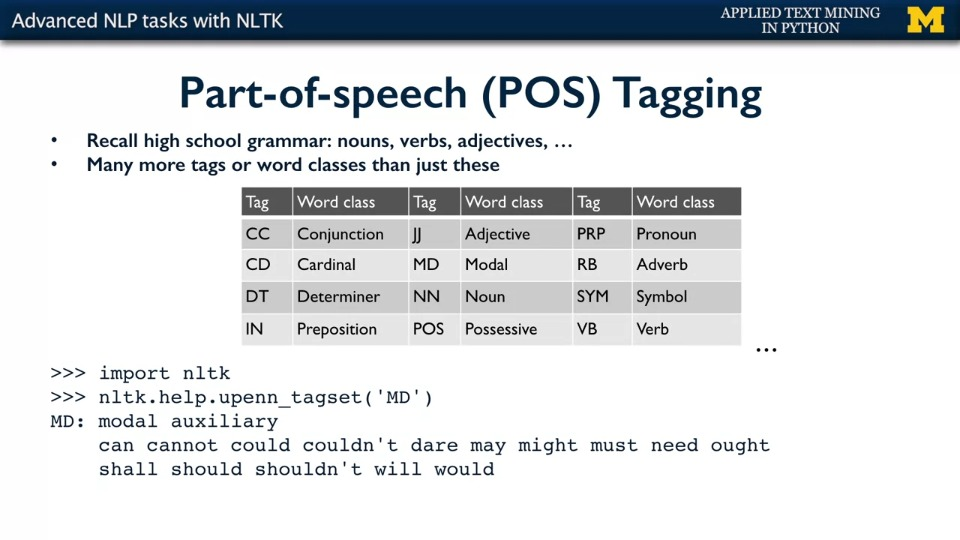 Advanced NLP tasks with NLTK
APPLIED TEXT MINING
IN PYTHON
M
Part-of-speech (POS) Tagging
• Recall high school grammar: nouns, verbs, adjectives, …
• Many more tags or word classes than just these
Tag Word class Tag Word class Tag Word class
CC Conjunction JJ Adjective PRP Pronoun
CD Cardinal MD Modal RB Adverb
DT Determiner NN Noun SYM Symbol
IN Preposition POS Possessive VB Verb
…
>>> import nltk
>>> nltk.help.upenn_tagset('MD')
MD: modal auxiliary
can cannot could couldn't dare may might must need ought
shall should shouldn't will would